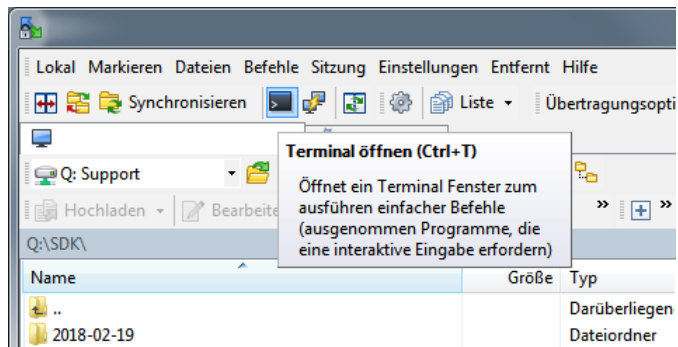 Lokal Markieren Dateien Befehle Sitzung Einstellungen Entfernt Hilfe
Synchronisieren Liste Übertragungsopti
Terminal öffnen (Ctrl+T)
Q: Support
Öffnet ein Terminal Fenster zum
ausführen einfacher Befehle
(ausgenommen Programme, die
eine interaktive Eingabe erfordern)
Hochladen Bearbeite
Q:\SDK\
Name Größe Typ
.. Darüberliegen
2018-02-19 Dateiordner